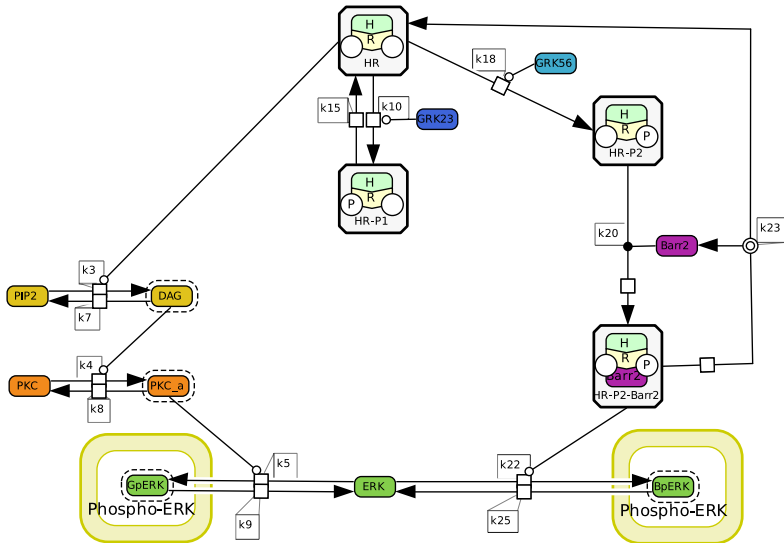 H
R
HR
k18
GRK56
k15
k10
GRK23
H
R
P
HR-P2
H
R
P
HR-P1
k20
Barr2
k23
k3
PIP2
DAG
k7
H
R
P
Barr2
HR-P2-Barr2
k4
PKC
PKC_a
k8
k5
k22
GpERK
ERK
BpERK
Phospho-ERK
Phospho-ERK
k9
k25